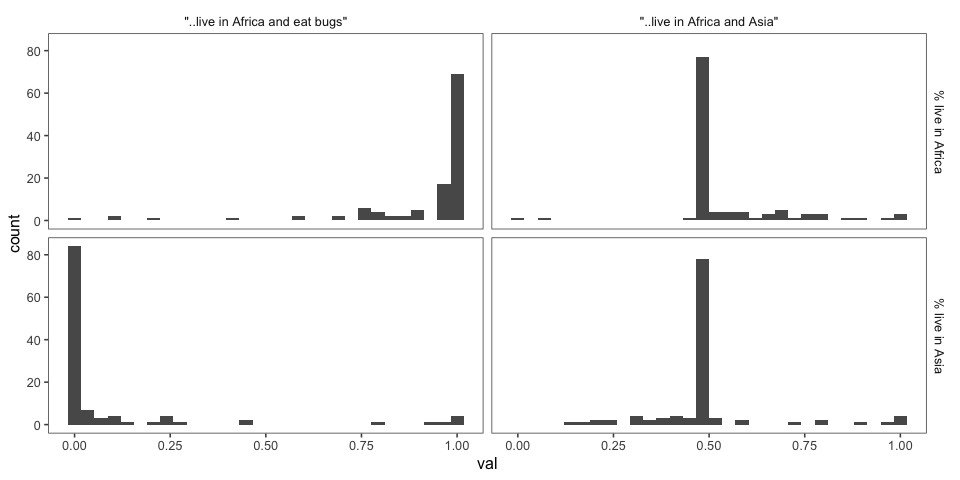 "..live in Africa and eat bugs"
"..live in Africa and Asia"
80
60
40
20
0
% live in Africa
count
80
60
40
20
0
% live in Asia
0.00 0.25 0.50 0.75 1.00
0.00 0.25 0.50 0.75 1.00
val